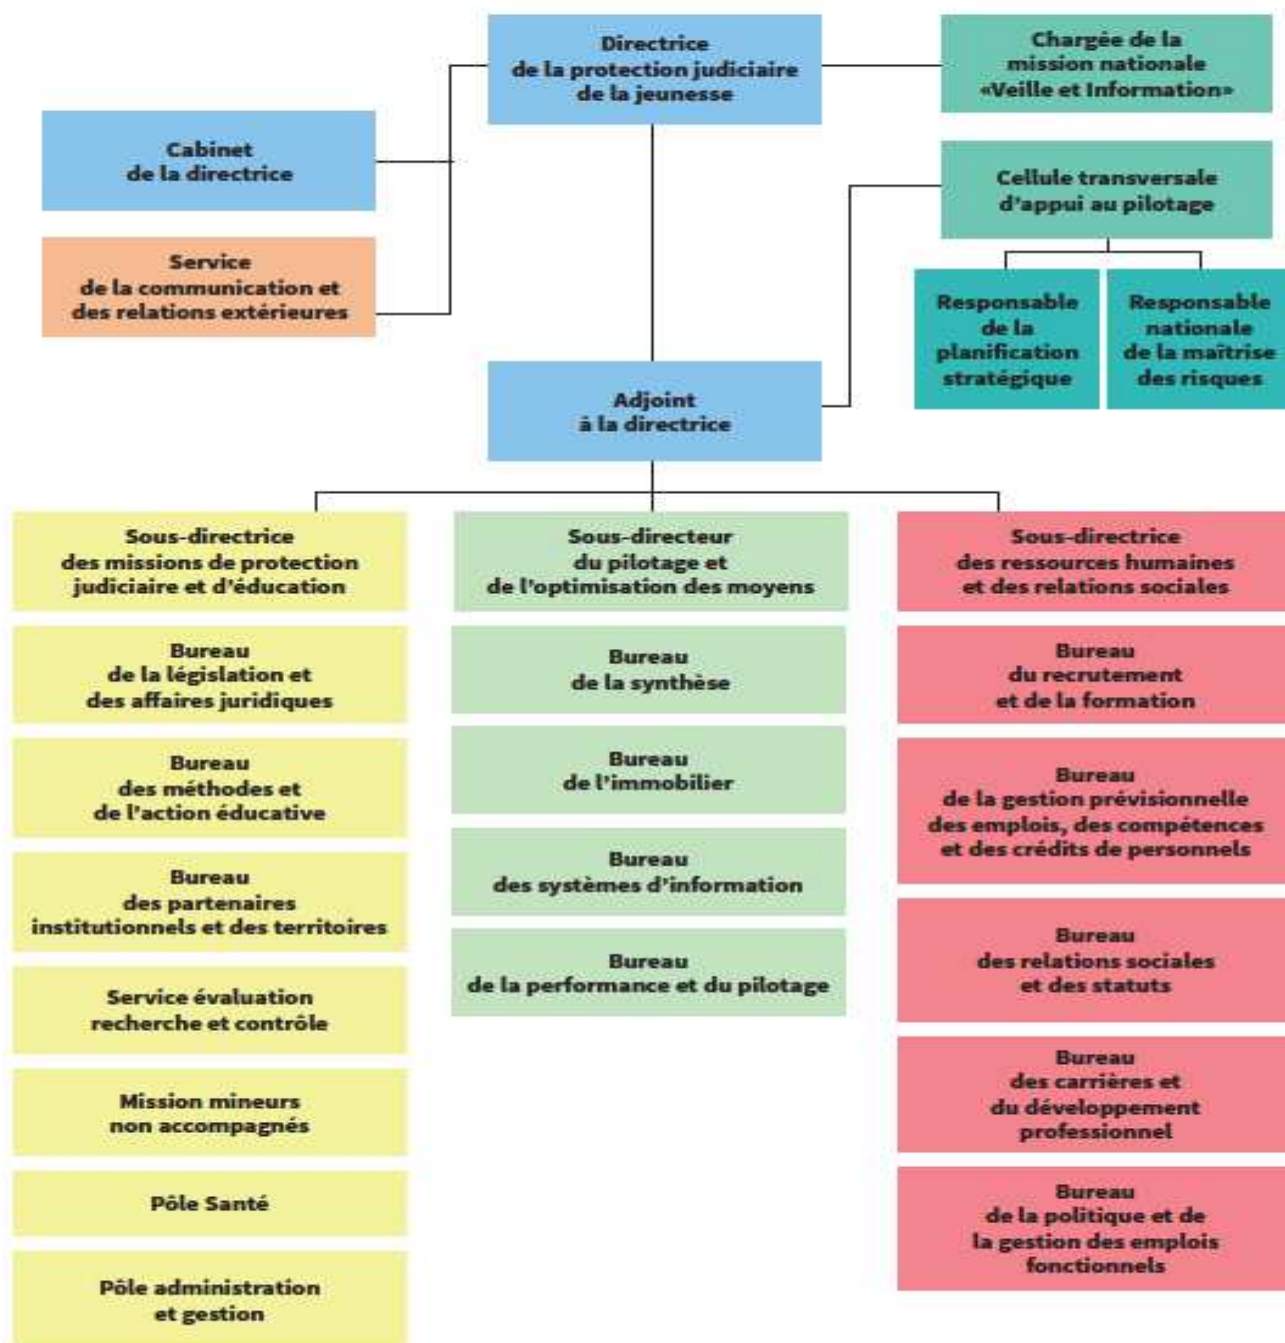 Directrice
de la protection judiciaire
de la jeunesse
Chargée de la
mission nationale
«Veille et Information»
Cabinet
de la directrice
Cellule transversale
d'appui au pilotage
Service
de la communication et
des relations extérieures
Responsable
de la
planification
stratégique
Responsable
nationale
de la maîtrise
des risques
Adjoint
à la directrice
Sous-directrice
des missions de protection
judiciaire et d'éducation
Bureau
de la législation et
des affaires juridiques
Bureau
des méthodes et
de l'action éducative
Bureau
des partenaires
institutionnels et des territoires
Service évaluation
recherche et contrôle
Mission mineurs
non accompagnés
Pôle Santé
Pôle administration
et gestion
Sous-directeur
du pilotage et
de l'optimisation des moyens
Bureau
de la synthèse
Bureau
de l'immobilier
Bureau
des systèmes d'information
Bureau
de la performance et du pilotage
Sous-directrice
des ressources humaines
et des relations sociales
Bureau
du recrutement
et de la formation
Bureau
de la gestion prévisionnelle
des emplois, des compétences
et des crédits de personnels
Bureau
des relations sociales
et des statuts
Bureau
des carrières et
du développement
professionnel
Bureau
de la politique et de
la gestion des emplois
fonctionnels